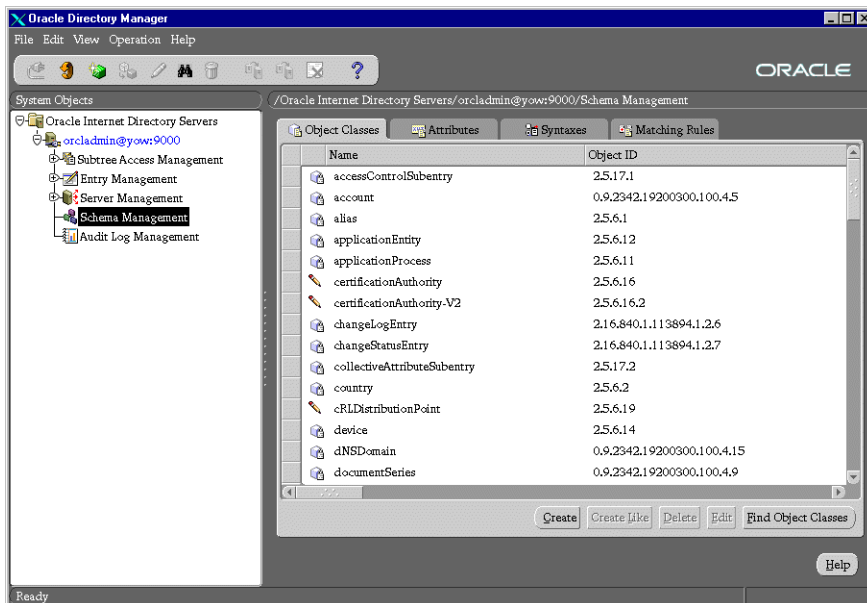 Oracle Directory Manager
File Edit View Operation Help
ORACLE
System Objects
Oracle Internet Directory Servers
orcladmin@yow:9000
Subtree Access Management
Entry Management
Server Management
Schema Management
Audit Log Management
/Oracle Internet Directory Servers/orcladmin@yow:9000/Schema Management
Object Classes Attributes Syntaxes Matching Rules
Name Object ID
accessControlSubentry 2.5.17.1
account 0.9.2342.19200300.100.4.5
alias 2.5.6.1
applicationEntity 2.5.6.12
applicationProcess 2.5.6.11
certificationAuthority 2.5.6.16
certificationAuthority-V2 2.5.6.16.2
changeLogEntry 2.16.840.1.113894.1.2.6
changeStatusEntry 2.16.840.1.113894.1.2.7
collectiveAttributeSubentry 2.5.17.2
country 2.5.6.2
cRLDistributionPoint 2.5.6.19
device 2.5.6.14
dNSDomain 0.9.2342.19200300.100.4.15
documentSeries 0.9.2342.19200300.100.4.9
Create Create Like Delete Edit Find Object Classes
Help
Ready